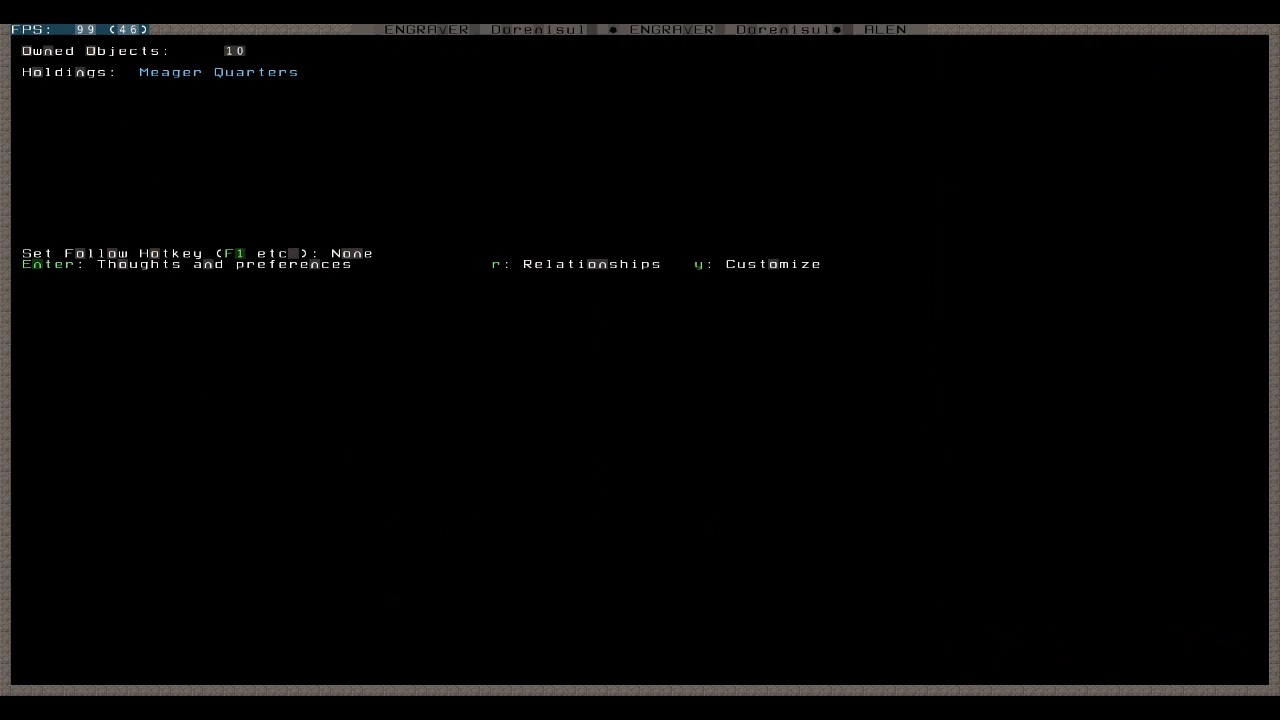 FPS: 99 (46) ENGRAVER Dorenisul ENGRAVER Dorenisul ALEN
Owned Objects: 10
Holdings: Meager Quarters
Set Follow Hotkey (F1 etc ): None
Enter: Thoughts and preferences r: Relationships y: Customize